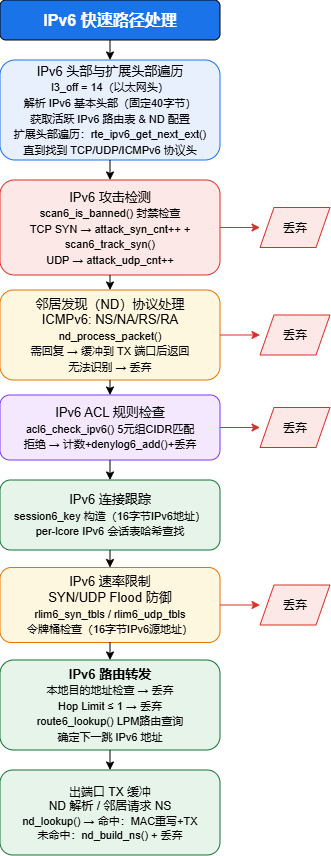 IPv6 快速路径处理
IPv6 头部与扩展头部遍历
l3_off = 14（以太网头）
解析 IPv6 基本头部（固定40字节）
获取活跃 IPv6 路由表 & ND 配置
扩展头部遍历：rte_ipv6_get_next_ext()
直到找到 TCP/UDP/ICMPv6 协议头
IPv6 攻击检测
scan6_is_banned() 封禁检查
TCP SYN → attack_syn_cnt++ +
scan6_track_syn()
UDP → attack_udp_cnt++
丢弃
邻居发现（ND）协议处理
ICMPv6: NS/NA/RS/RA
nd_process_packet()
需回复 → 缓冲到 TX 端口后返回
无法识别 → 丢弃
IPv6 ACL 规则检查
acl6_check_ipv6() 5元组CIDR匹配
拒绝 → 计数+denylog6_add()+丢弃
丢弃
IPv6 连接跟踪
session6_key 构造（16字节IPv6地址）
per-lcore IPv6 会话表哈希查找
IPv6 速率限制
SYN/UDP Flood 防御
rlim6_syn_tbls / rlim6_udp_tbls
令牌桶检查（16字节IPv6源地址）
丢弃
IPv6 路由转发
本地目的地址检查 → 丢弃
Hop Limit ≤ 1 → 丢弃
route6_lookup() LPM路由查询
确定下一跳 IPv6 地址
出端口 TX 缓冲
ND 解析 / 邻居请求 NS
nd_lookup() → 命中：MAC重写+TX
未命中：nd_build_ns() + 丢弃